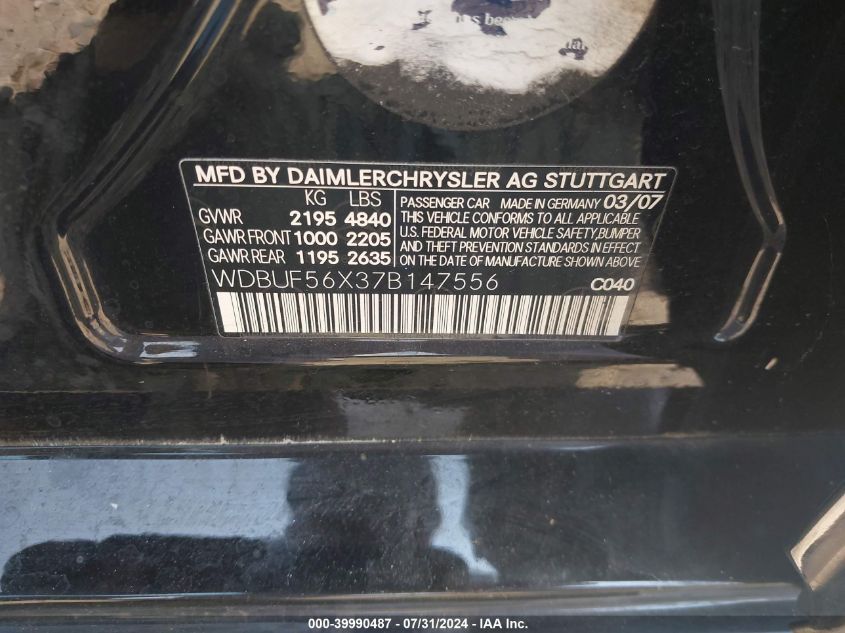 has been
MFD BY DAIMLERCHRYSLER AG STUTTGART
KG LBS
GVWR 2195 4840
GAWR FRONT 1000 2205
GAWR REAR 1195 2635
PASSENGER CAR MADE IN GERMANY 03/07
THIS VEHICLE CONFORMS TO ALL APPLICABLE
U.S. FEDERAL MOTOR VEHICLE SAFETY,BUMPER
AND THEFT PREVENTION STANDARDS IN EFFECT
ON THE DATE OF MANUFACTURE SHOWN ABOVE
WDBUF56X37B147556 C040
000-39990487 - 07/31/2024 - © TM IAA Inc.